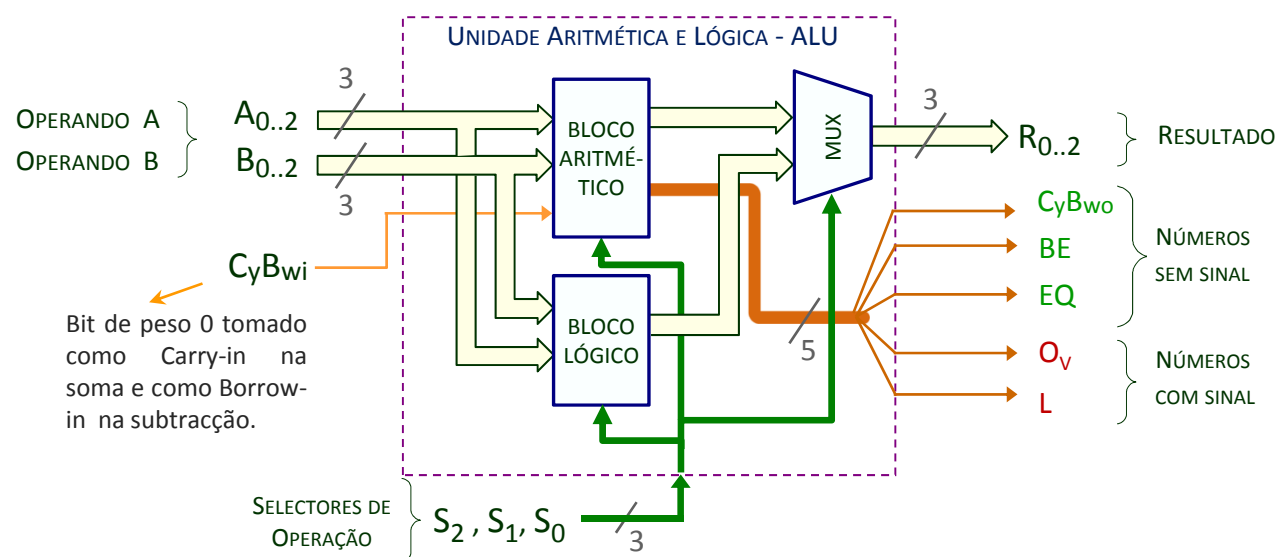 UNIDADE ARITMÉTICA E LÓGICA - ALU
OPERANDO A
OPERANDO B
A0..2
B0..2
3
3
BLOCO
ARITMÉ-
TICO
MUX
3
R0..2
RESULTADO
CyBwi
Bit de peso 0 tomado
como Carry-in na
soma e como Borrow-
in na subtracção.
BLOCO
LÓGICO
5
CyBwo
BE
EQ
NÚMEROS
SEM SINAL
OV
L
NÚMEROS
COM SINAL
SELECTORES DE
OPERAÇÃO
S2 , S1, S0
3